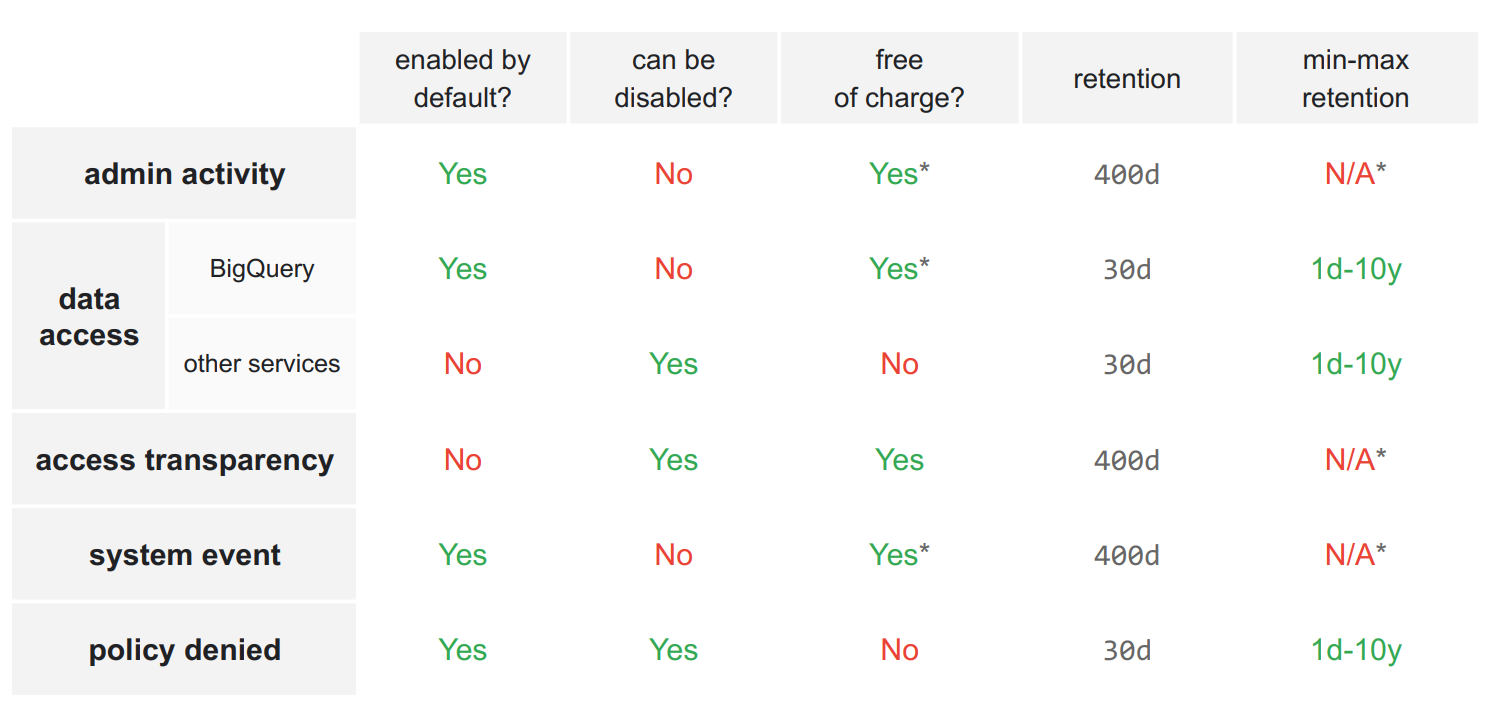 enabled by
default?
can be
disabled?
free
of charge?
retention
min-max
retention
admin activity
Yes
No
Yes*
400d
N/A*
data
access
BigQuery
Yes
No
Yes*
30d
1d-10y
other services
No
Yes
No
30d
1d-10y
access transparency
No
Yes
Yes
400d
N/A*
system event
Yes
No
Yes*
400d
N/A*
policy denied
Yes
Yes
No
30d
1d-10y